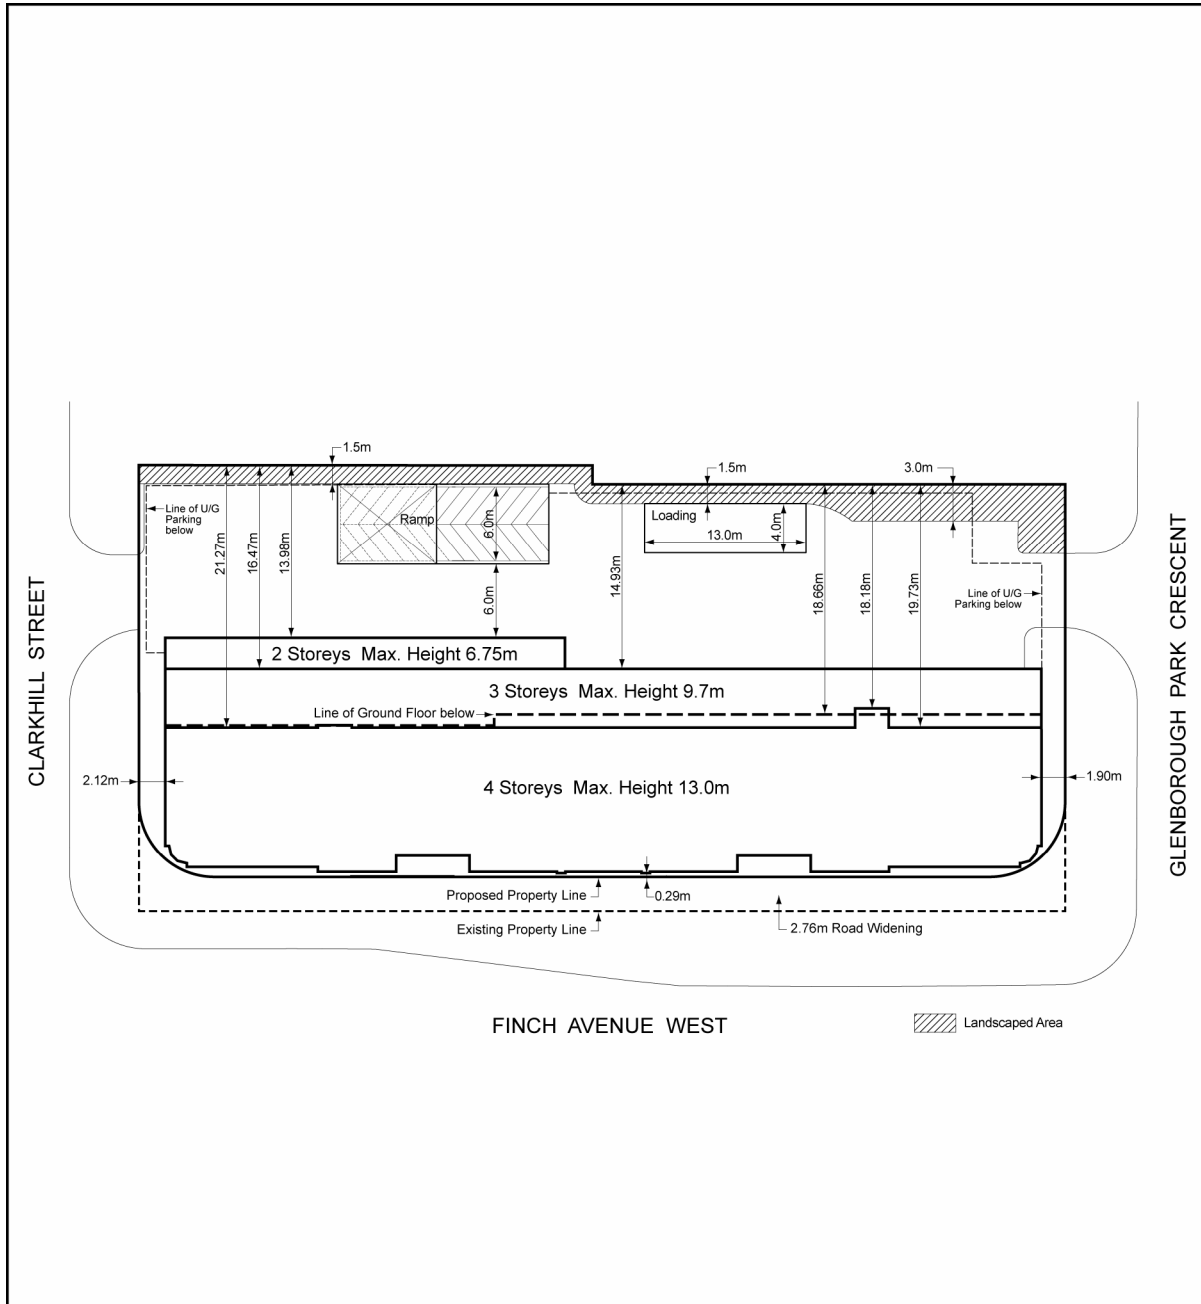 1.5m
1.5m
3.0m
Line of U/G
Parking
below
Ramp
6.0m
Loading
13.0m
4.0m
21.27m
16.47m
13.98m
6.0m
14.93m
18.66m
18.18m
19.73m
Line of U/G
Parking below
CLARKHILL STREET
GLENBOROUGH PARK CRESCENT
2 Storeys Max. Height 6.75m
3 Storeys Max. Height 9.7m
Line of Ground Floor below
2.12m
4 Storeys Max. Height 13.0m
1.90m
Proposed Property Line
0.29m
Existing Property Line
2.76m Road Widening
FINCH AVENUE WEST
Landscaped Area